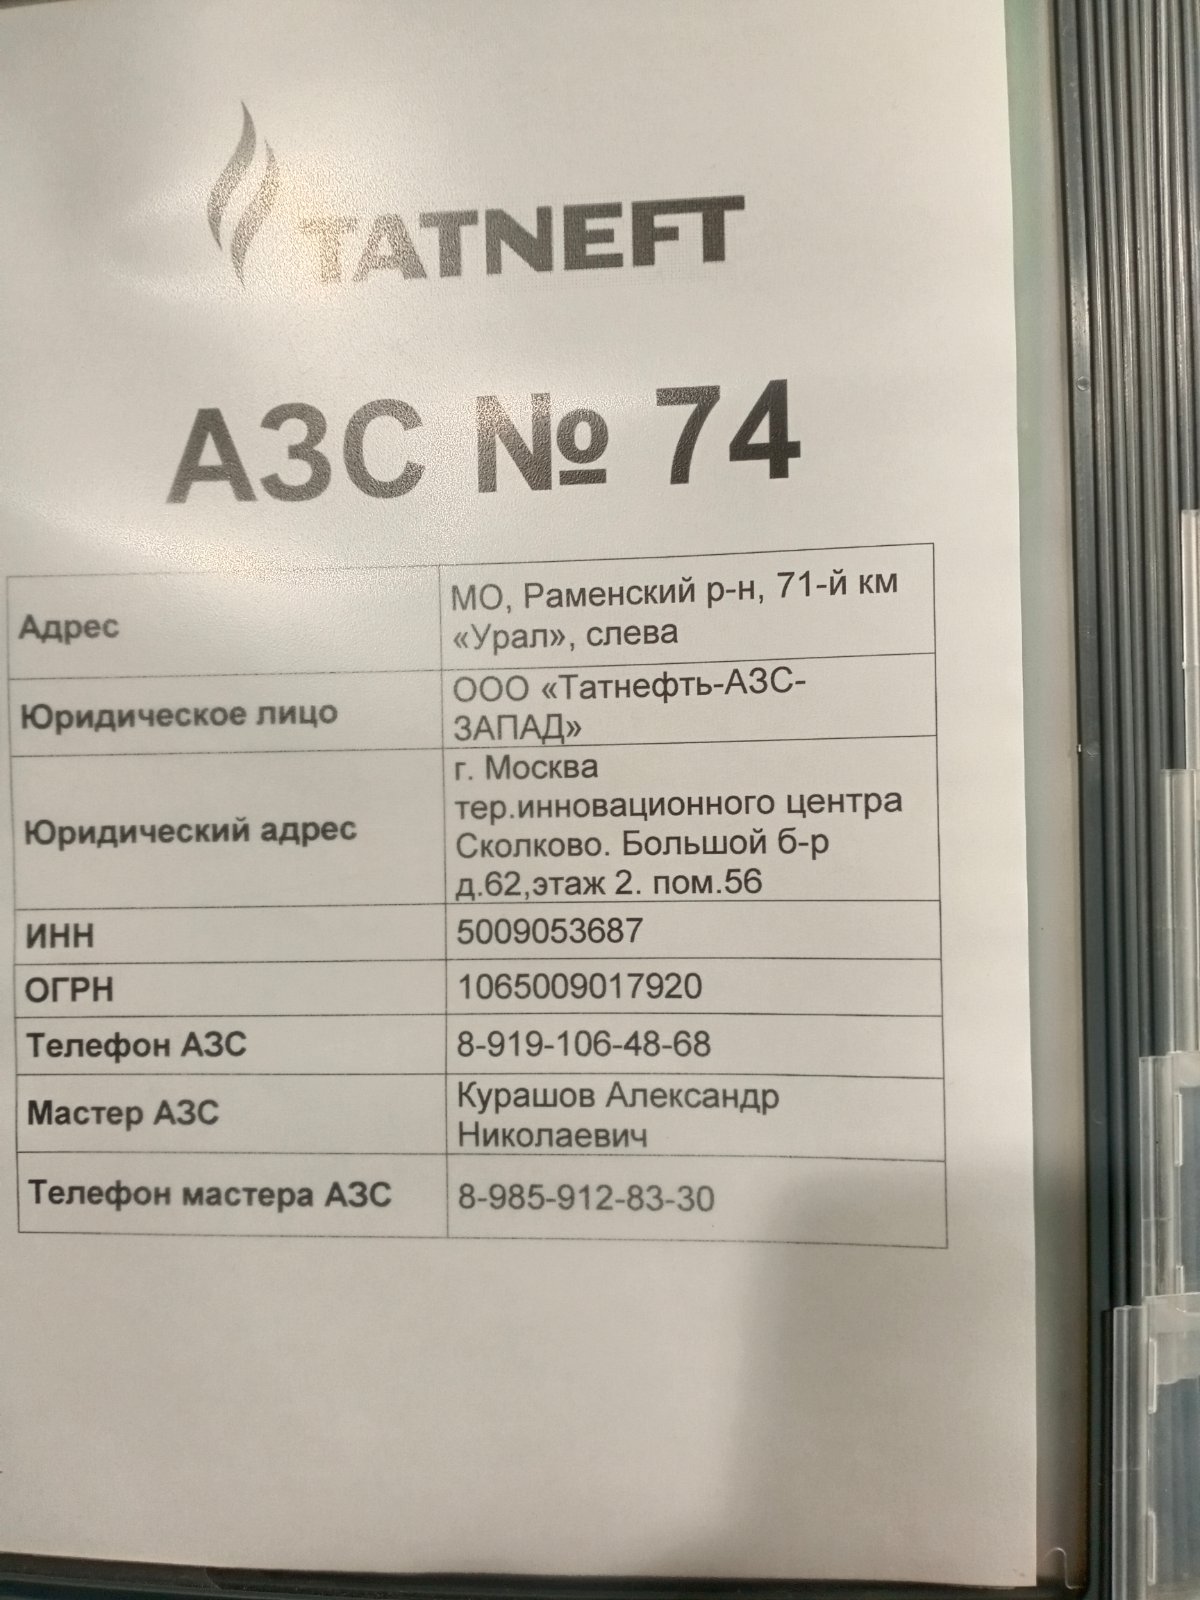 TATNEFT
АЗС № 74
Адрес
МО, Раменский р-н, 71-й км
«Урал», слева
Юридическое лицо
ООО «Татнефть-АЗС-
ЗАПАД»
Юридический адрес
г. Москва
тер.инновационного центра
Сколково. Большой б-р
д.62,этаж 2. пом.56
ИНН
5009053687
ОГРН
1065009017920
Телефон АЗС
8-919-106-48-68
Мастер АЗС
Курашов Александр
Николаевич
Телефон мастера АЗС
8-985-912-83-30